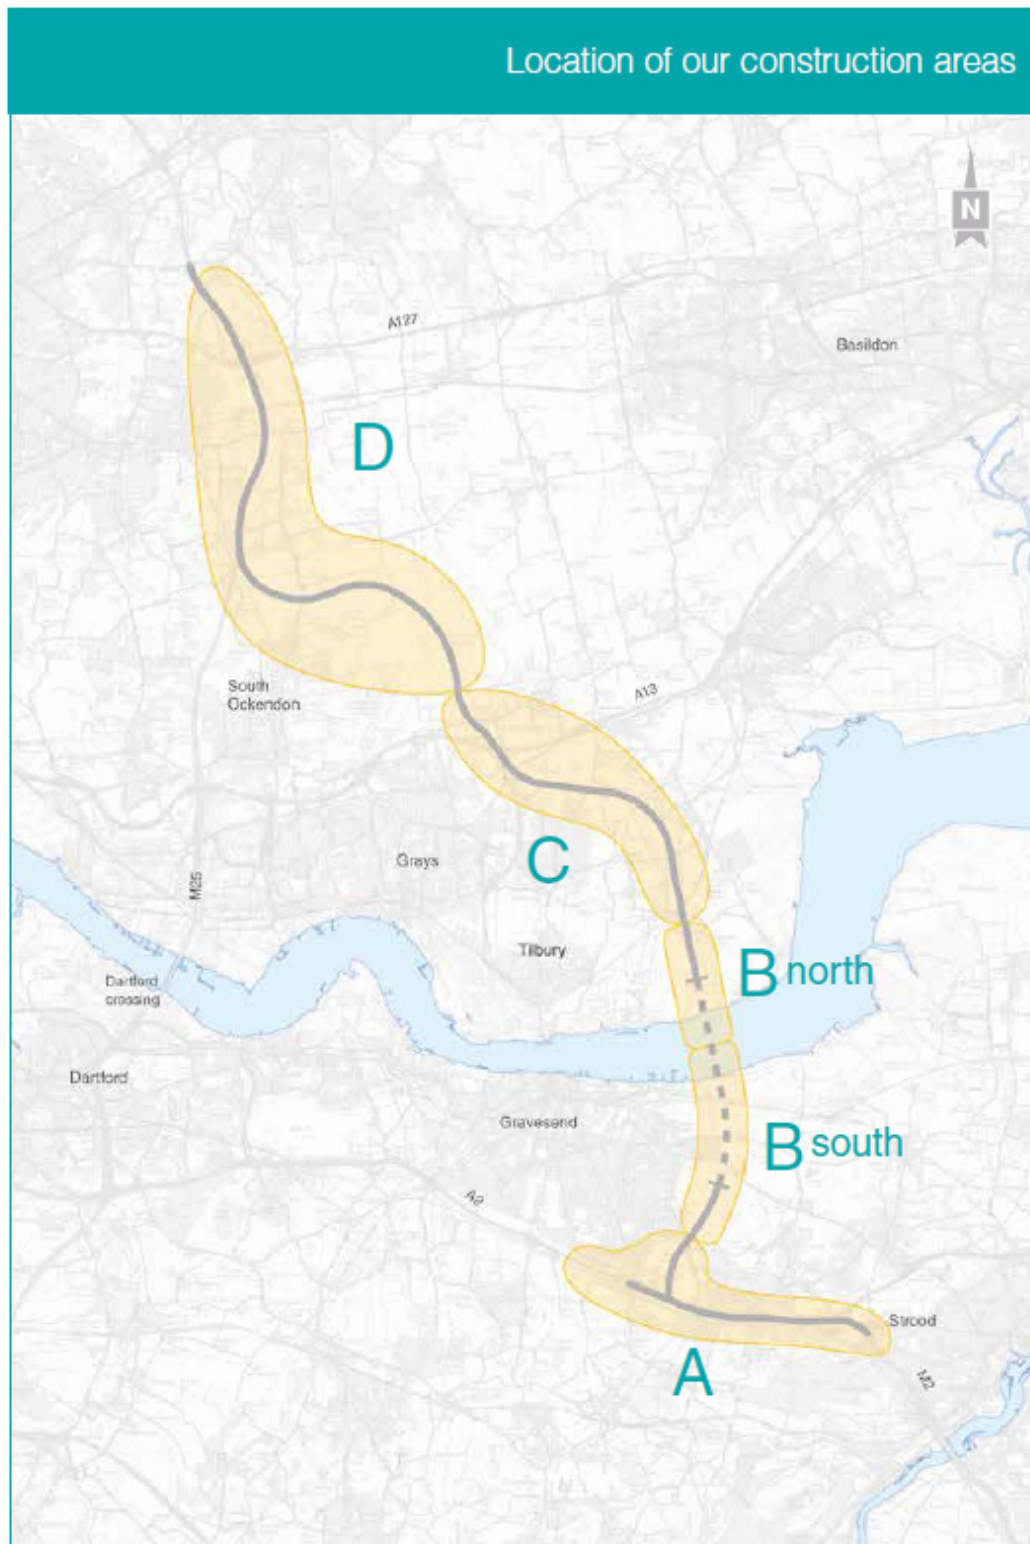 Location of our construction areas
N
A127
Basildon
D
South
Ockendon
A13
C
Grays
M25
Tilbury
B north
Dartford
crossing
Dartford
Gravesend
B south
A2
Strood
A
M2